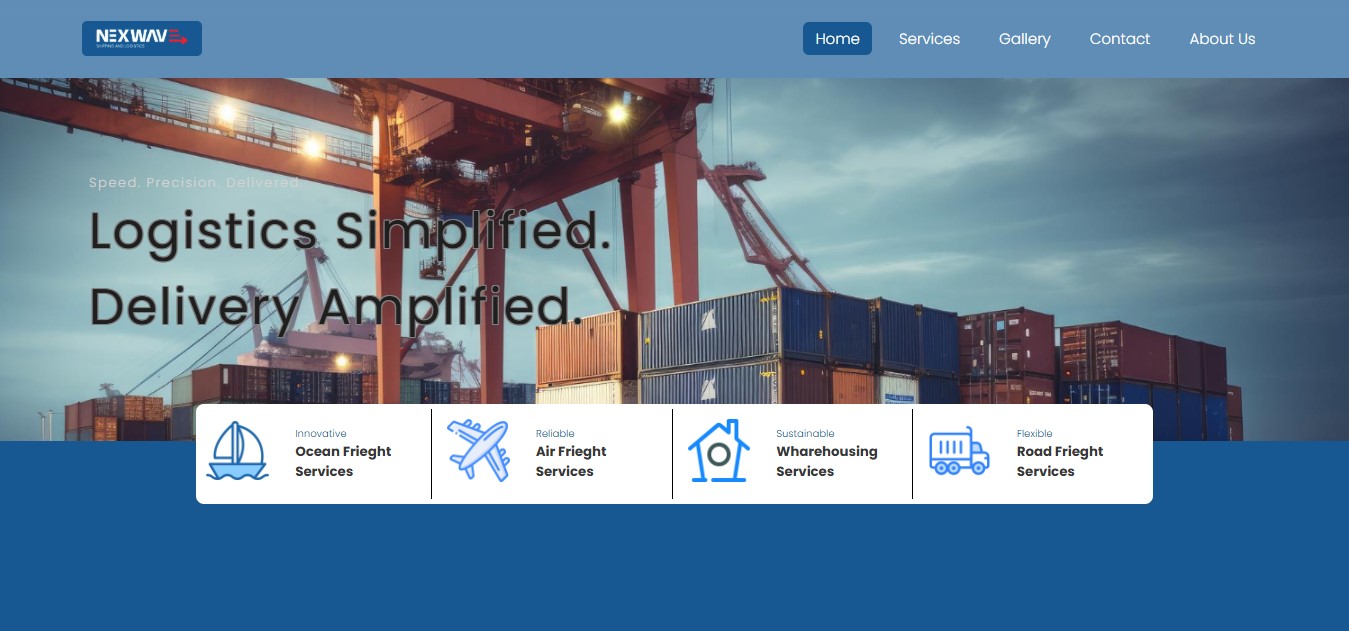 NEXWAVE
SHIPPING AND LOGISTICS
Home
Services
Gallery
Contact
About Us
Speed. Precision. Delivered.
Logistics Simplified.
Delivery Amplified.
Innovative
Ocean Frieght
Services
Reliable
Air Frieght
Services
Sustainable
Wharehousing
Services
Flexible
Road Frieght
Services